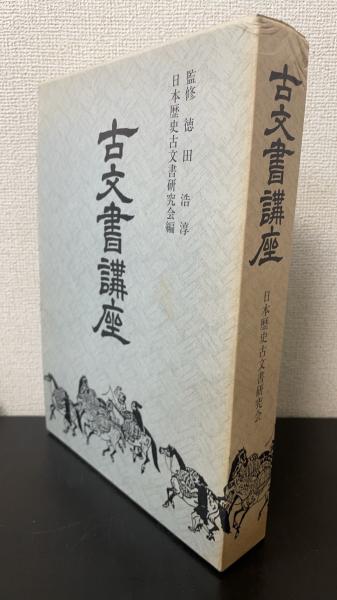 監修 徳田浩淳
日本歴史古文書研究会編
古文書講座
古文書講座
日本歴史古文書研究会